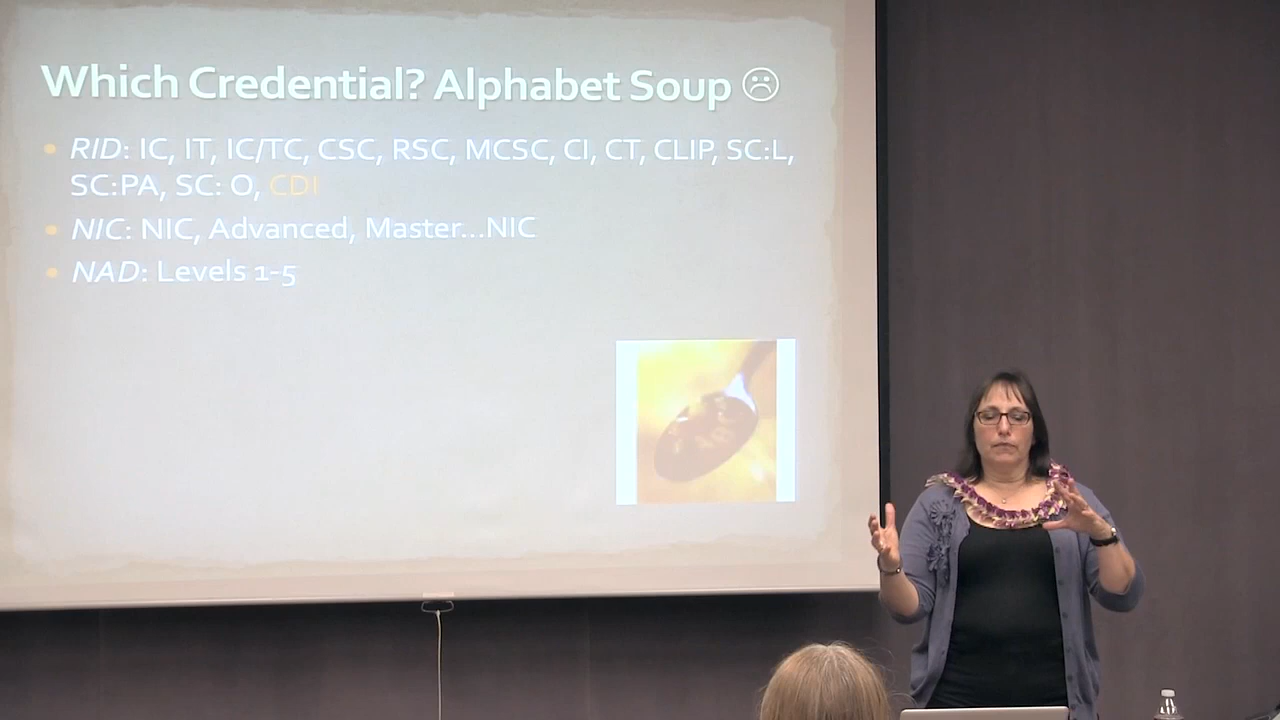 Which Credential? Alphabet Soup ☹
RID: IC, IT, IC/TC, CSC, RSC, MCSC, CI, CT, CLIP, SC:L,
SC:PA, SC: O, CDI
NIC: NIC, Advanced, Master...NIC
NAD: Levels 1-5